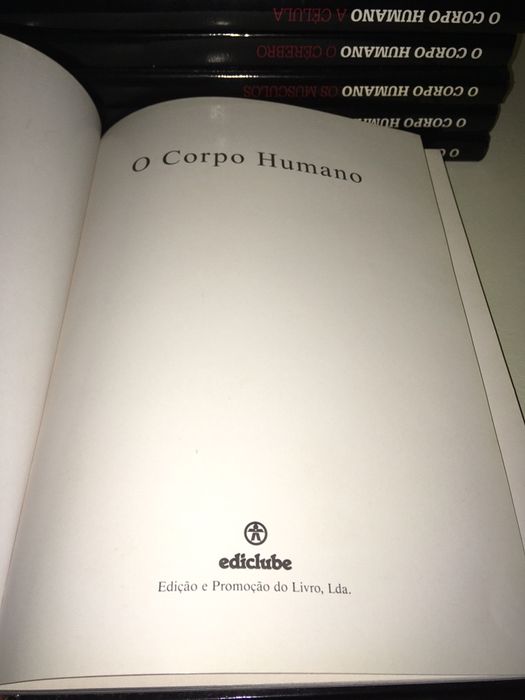 O CORPO HUMANO A CÉLULA
O CORPO HUMANO O CÉREBRO
O CORPO HUMANO OS MÚSCULOS
O CORPO
O Corpo Humano
ediclube
Edição e Promoção do Livro, Lda.